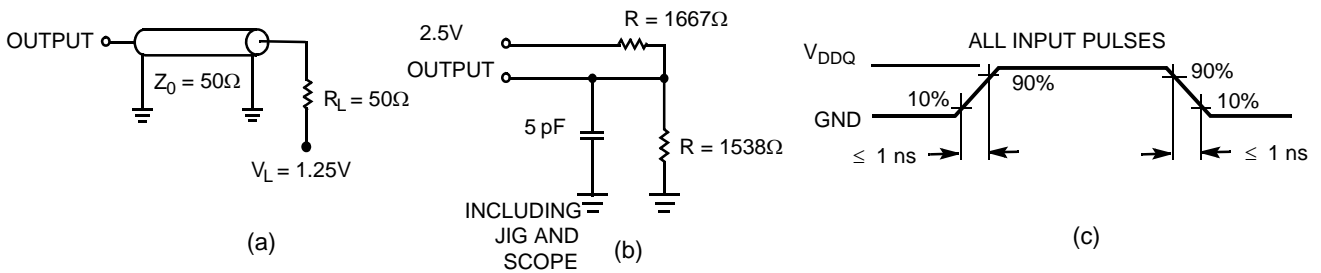 OUTPUT
Z0 = 50Ω
RL = 50Ω
VL = 1.25V
(a)
R = 1667Ω
2.5V
OUTPUT
5 pF
R = 1538Ω
INCLUDING
JIG AND
SCOPE
(b)
ALL INPUT PULSES
VDDQ
GND
10%
90%
90%
10%
≤ 1 ns
≤ 1 ns
(c)